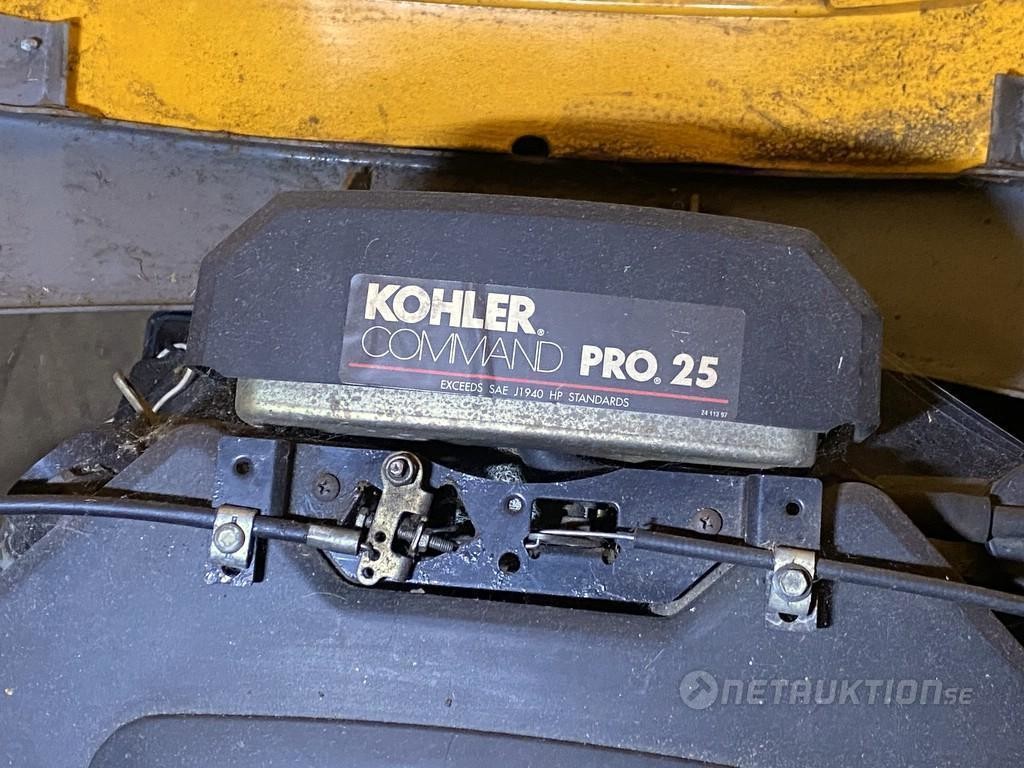 KOHLER®
COMMAND PRO® 25
EXCEEDS SAE J1940 HP STANDARDS
24 113 97
NETAUKTION.SE